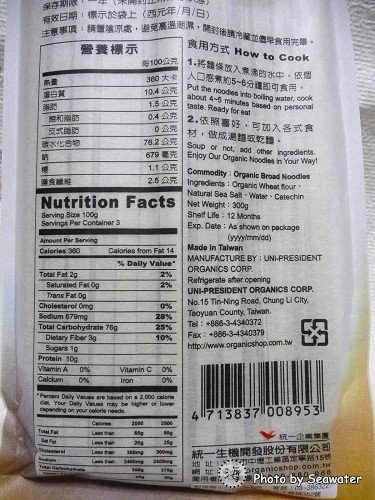 有效日期：標示於袋上（西元年/月/日）
注意事項：請置陰涼處，避免高溫潮濕，開封後請冷藏並儘早食用完畢。
營養標示
每100公克
熱量 360 大卡
蛋白質 10.4 公克
脂肪 1.5 公克
飽和脂肪 0.4 公克
反式脂肪 0 公克
碳水化合物 76.2 公克
鈉 679 毫克
糖 1.1 公克
膳食纖維 2.5 公克
Nutrition Facts
Serving Size 100g
Servings Per Container 3
Amount Per Serving
Calories 360 Calories from Fat 14
% Daily Value*
Total Fat 2g 2%
Saturated Fat 0g 2%
Trans Fat 0g
Cholesterol 0mg 0%
Sodium 679mg 28%
Total Carbohydrate 76g 25%
Dietary Fiber 3g 10%
Sugars 1g
Protein 10g
Vitamin A 0% Vitamin C 0%
Calcium 0% Iron 0%
*Percent Daily Values are based on a 2,000 calorie
diet. Your Daily Values may be higher or lower
depending on your calorie needs.
Calories 2000 2500
Total Fat 65g 80g
Sat Fat 20g 25g
Cholesterol 300mg 300mg
Sodium 2400mg 2400mg
Total Carbohydrate 300g 375g
食用方式 How to Cook
1.將麵條放入煮沸的水中，依個
人口感煮約5~6分鐘即可食用。
Put the noodles into boiling water, cook
about 4~5 minutes based on personal
taste. Ready for eat
2.依照喜好，可加入各式食
材，做成湯麵或乾麵。
Soup or not, add other ingredients.
Enjoy Our Organic Noodles in Your Way!
Commodity：Organic Broad Noodles
Ingredients：Organic Wheat flour、
Natural Sea Salt、Water、Catechin
Net Weight：300g
Shelf Life：12 Months
Exp. Date：As shown on package
(yyyy/mm/dd)
Made in Taiwan
MANUFACTURE BY：UNI-PRESIDENT
ORGANICS CORP.
Refrigerate after opening
UNI-PRESIDENT ORGANICS CORP.
No.15 Tin-Ning Road, Chung Li City,
Taoyuan County, Taiwan.
Tel：+886-3-4340372
Fax：+886-3-4340379
http://www.organicshop.com.tw
4 713837 008953
統一企業集團
統一生機開發股份有限公司
Photo by Seawater